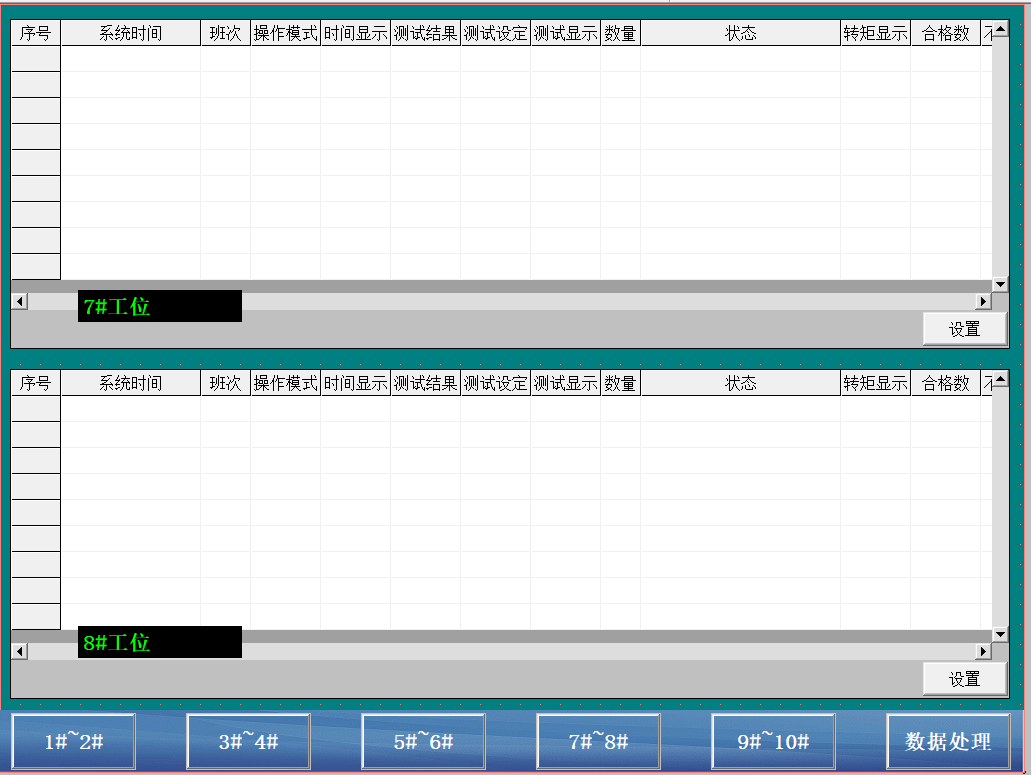 序号 系统时间 班次 操作模式 时间显示 测试结果 测试设定 测试显示 数量 状态 转矩显示 合格数
7#工位
设置
序号 系统时间 班次 操作模式 时间显示 测试结果 测试设定 测试显示 数量 状态 转矩显示 合格数
8#工位
设置
1#~2# 3#~4# 5#~6# 7#~8# 9#~10# 数据处理